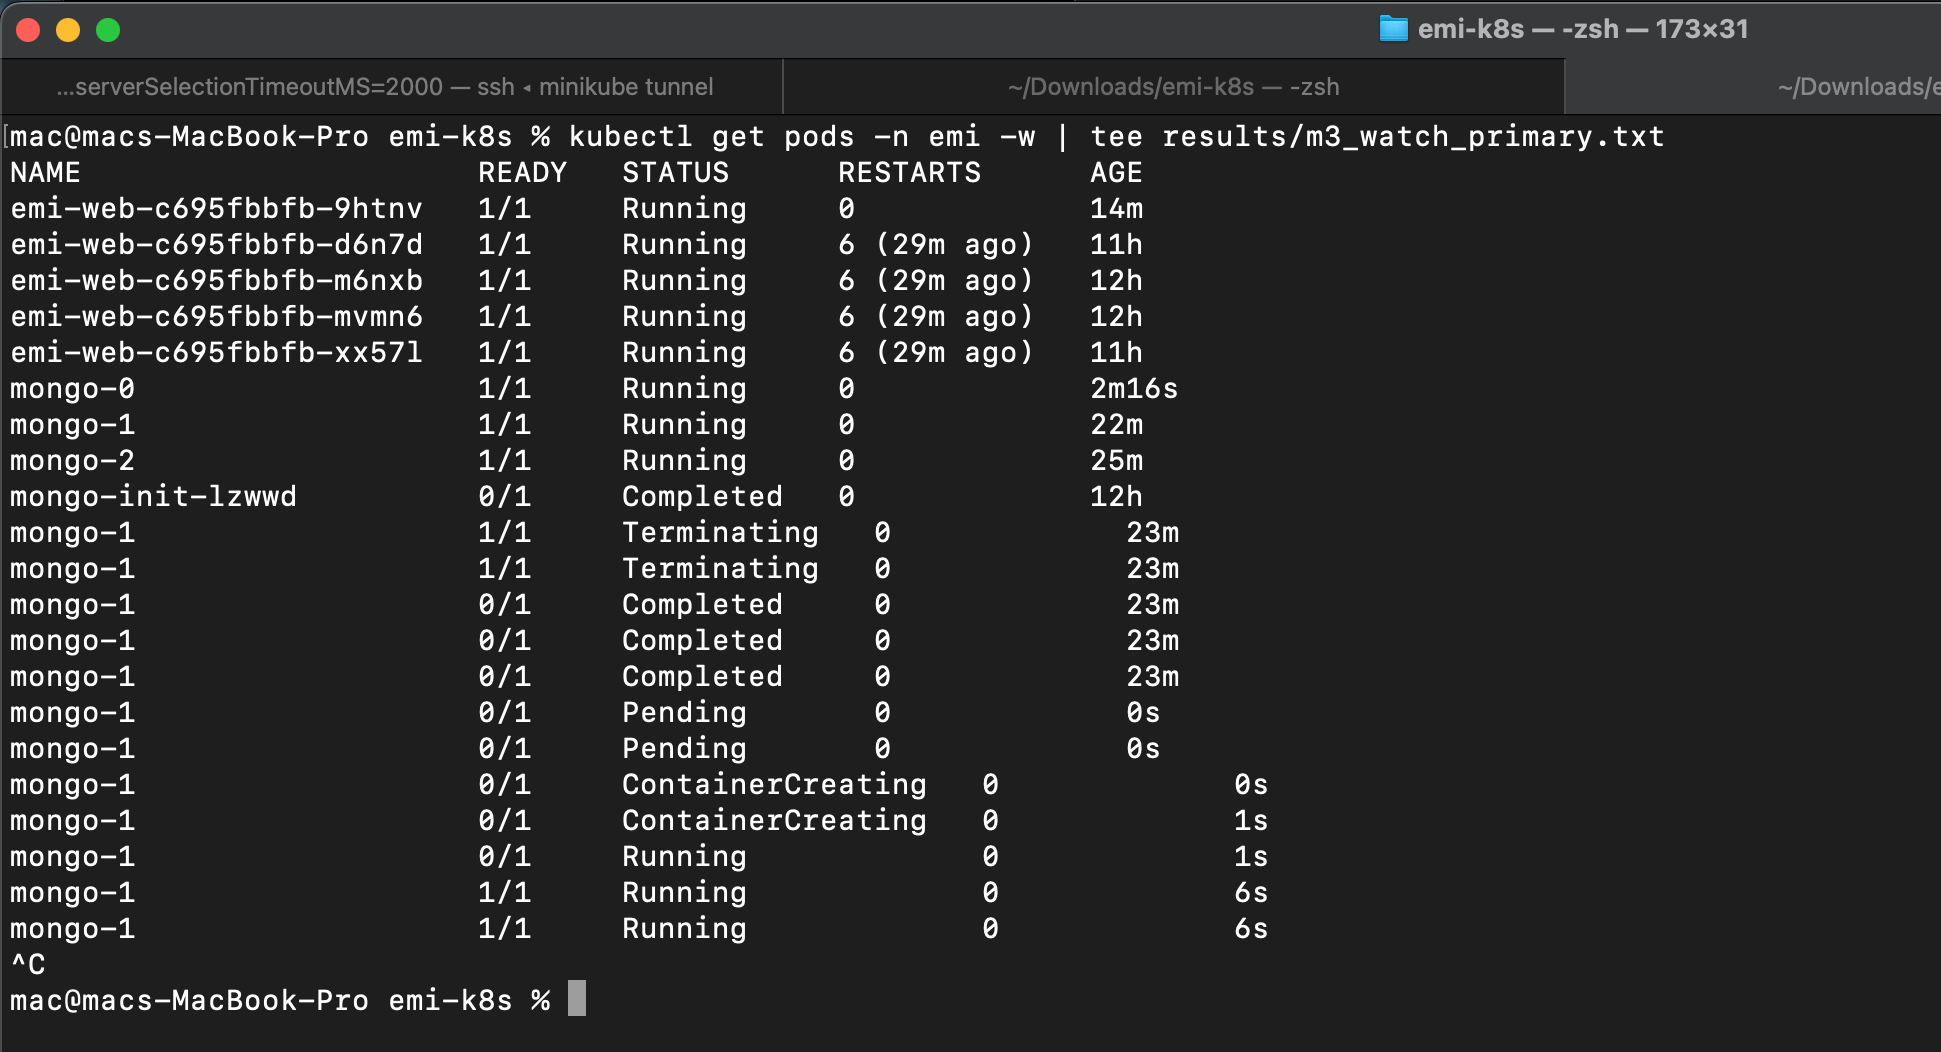 emi-k8s — -zsh — 173×31
...serverSelectionTimeoutMS=2000 — ssh ◂ minikube tunnel ~/Downloads/emi-k8s — -zsh ~/Downloads/e
[mac@macs-MacBook-Pro emi-k8s % kubectl get pods -n emi -w | tee results/m3_watch_primary.txt
NAME READY STATUS RESTARTS AGE
emi-web-c695fbbfb-9htnv 1/1 Running 0 14m
emi-web-c695fbbfb-d6n7d 1/1 Running 6 (29m ago) 11h
emi-web-c695fbbfb-m6nxb 1/1 Running 6 (29m ago) 12h
emi-web-c695fbbfb-mvmn6 1/1 Running 6 (29m ago) 12h
emi-web-c695fbbfb-xx57l 1/1 Running 6 (29m ago) 11h
mongo-0 1/1 Running 0 2m16s
mongo-1 1/1 Running 0 22m
mongo-2 1/1 Running 0 25m
mongo-init-lzwwd 0/1 Completed 0 12h
mongo-1 1/1 Terminating 0 23m
mongo-1 1/1 Terminating 0 23m
mongo-1 0/1 Completed 0 23m
mongo-1 0/1 Completed 0 23m
mongo-1 0/1 Completed 0 23m
mongo-1 0/1 Pending 0 0s
mongo-1 0/1 Pending 0 0s
mongo-1 0/1 ContainerCreating 0 0s
mongo-1 0/1 ContainerCreating 0 1s
mongo-1 0/1 Running 0 1s
mongo-1 1/1 Running 0 6s
mongo-1 1/1 Running 0 6s
^C
mac@macs-MacBook-Pro emi-k8s %